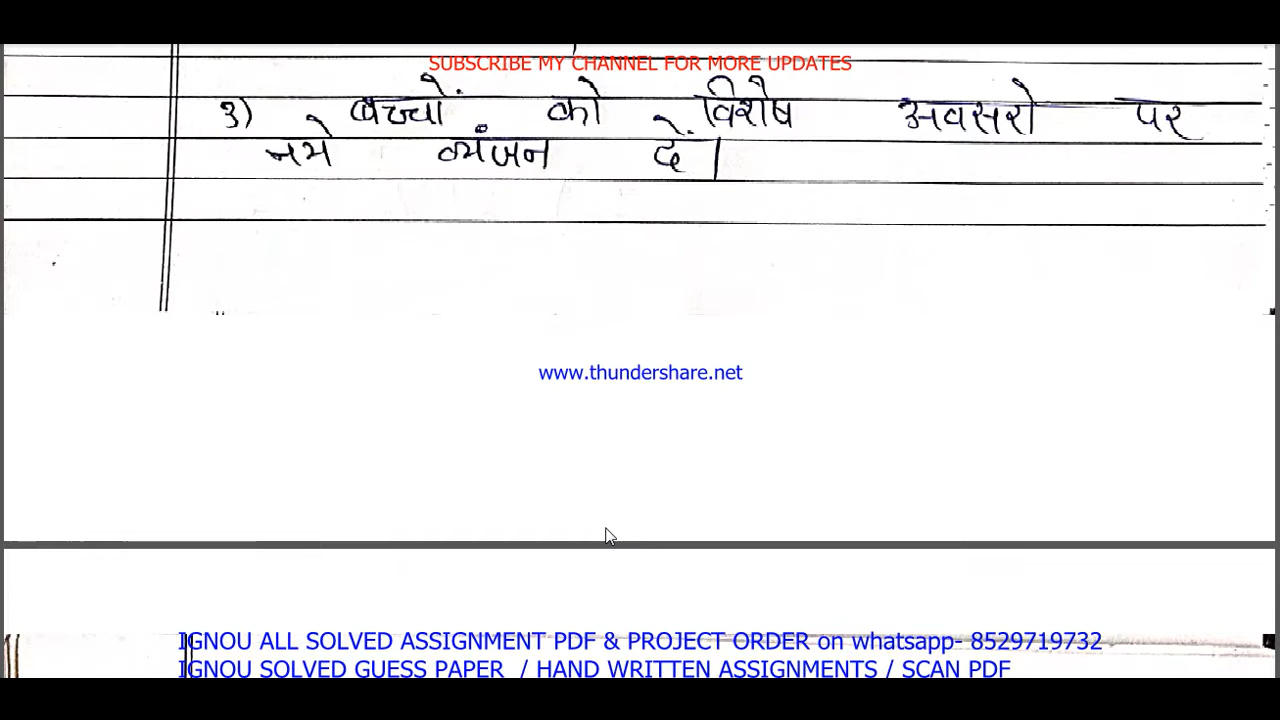 SUBSCRIBE MY CHANNEL FOR MORE UPDATES
3) बच्चों को विशेष अवसरो पर
नये व्यंजन दें।
www.thundershare.net
IGNOU ALL SOLVED ASSIGNMENT PDF & PROJECT ORDER on whatsapp- 8529719732
IGNOU SOLVED GUESS PAPER / HAND WRITTEN ASSIGNMENTS / SCAN PDF